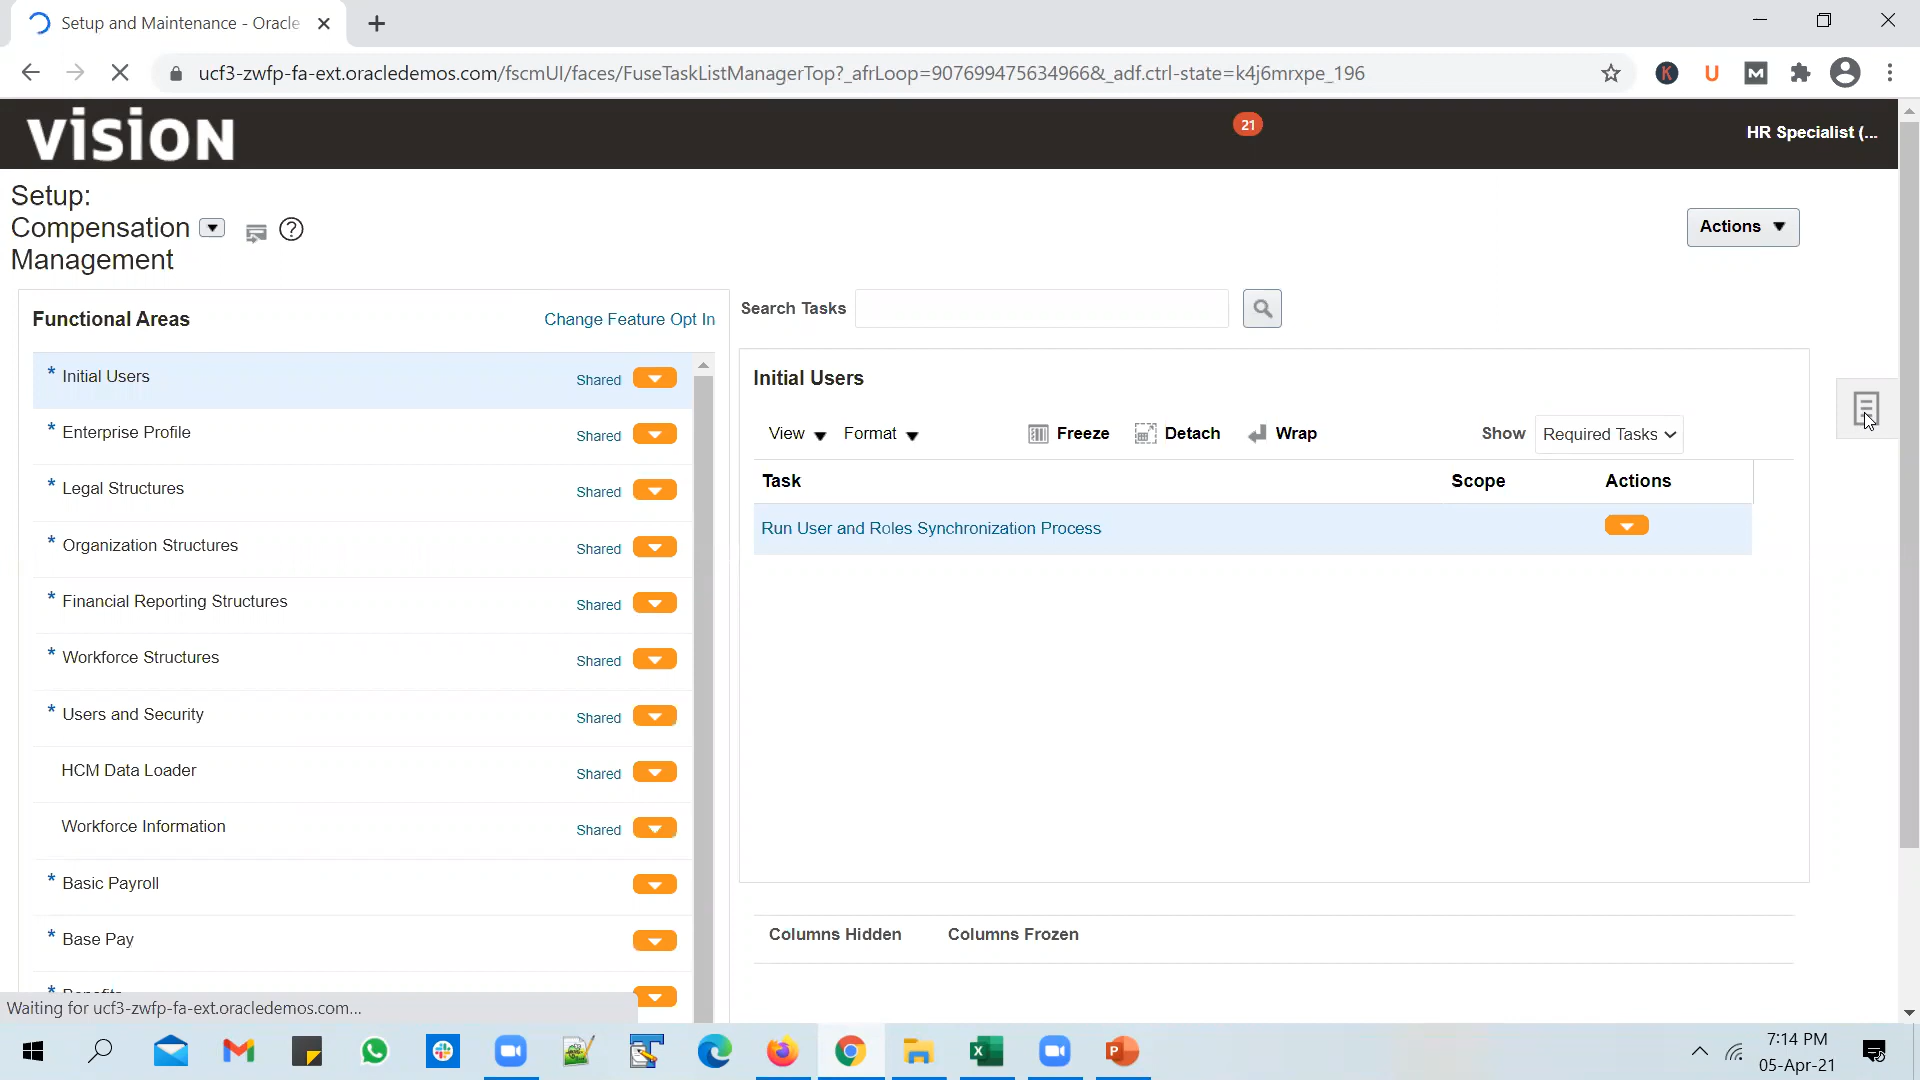 Setup and Maintenance - Oracle
ucf3-zwfp-fa-ext.oracledemos.com/fscmUI/faces/FuseTaskListManagerTop?_afrLoop=907699475634966&_adf.ctrl-state=k4j6mrxpe_196
K U M
vision
21
HR Specialist (...
Setup:
Compensation
Management
?
Actions
Functional Areas
Change Feature Opt In
Search Tasks
* Initial Users Shared
* Enterprise Profile Shared
* Legal Structures Shared
* Organization Structures Shared
* Financial Reporting Structures Shared
* Workforce Structures Shared
* Users and Security Shared
HCM Data Loader Shared
Workforce Information Shared
* Basic Payroll
* Base Pay
* Benefits
Initial Users
View Format Freeze Detach Wrap Show Required Tasks
Task Scope Actions
Run User and Roles Synchronization Process
Columns Hidden Columns Frozen
Waiting for ucf3-zwfp-fa-ext.oracledemos.com...
7:14 PM
05-Apr-21